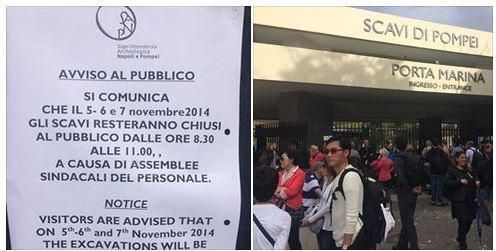 Soprintendenza
Archeologica
Napoli e Pompei
AVVISO AL PUBBLICO
SI COMUNICA
CHE IL 5- 6 e 7 novembre2014
GLI SCAVI RESTERANNO CHIUSI
AL PUBBLICO DALLE ORE 8.30
ALLE 11.00, ,
A CAUSA DI ASSEMBLEE
SINDACALI DEL PERSONALE.
NOTICE
VISITORS ARE ADVISED THAT
ON 5th-6th and 7th November 2014
THE EXCAVATIONS WILL BE
SCAVI DI POMPEI
PORTA MARINA
INGRESSO - ENTRANCE